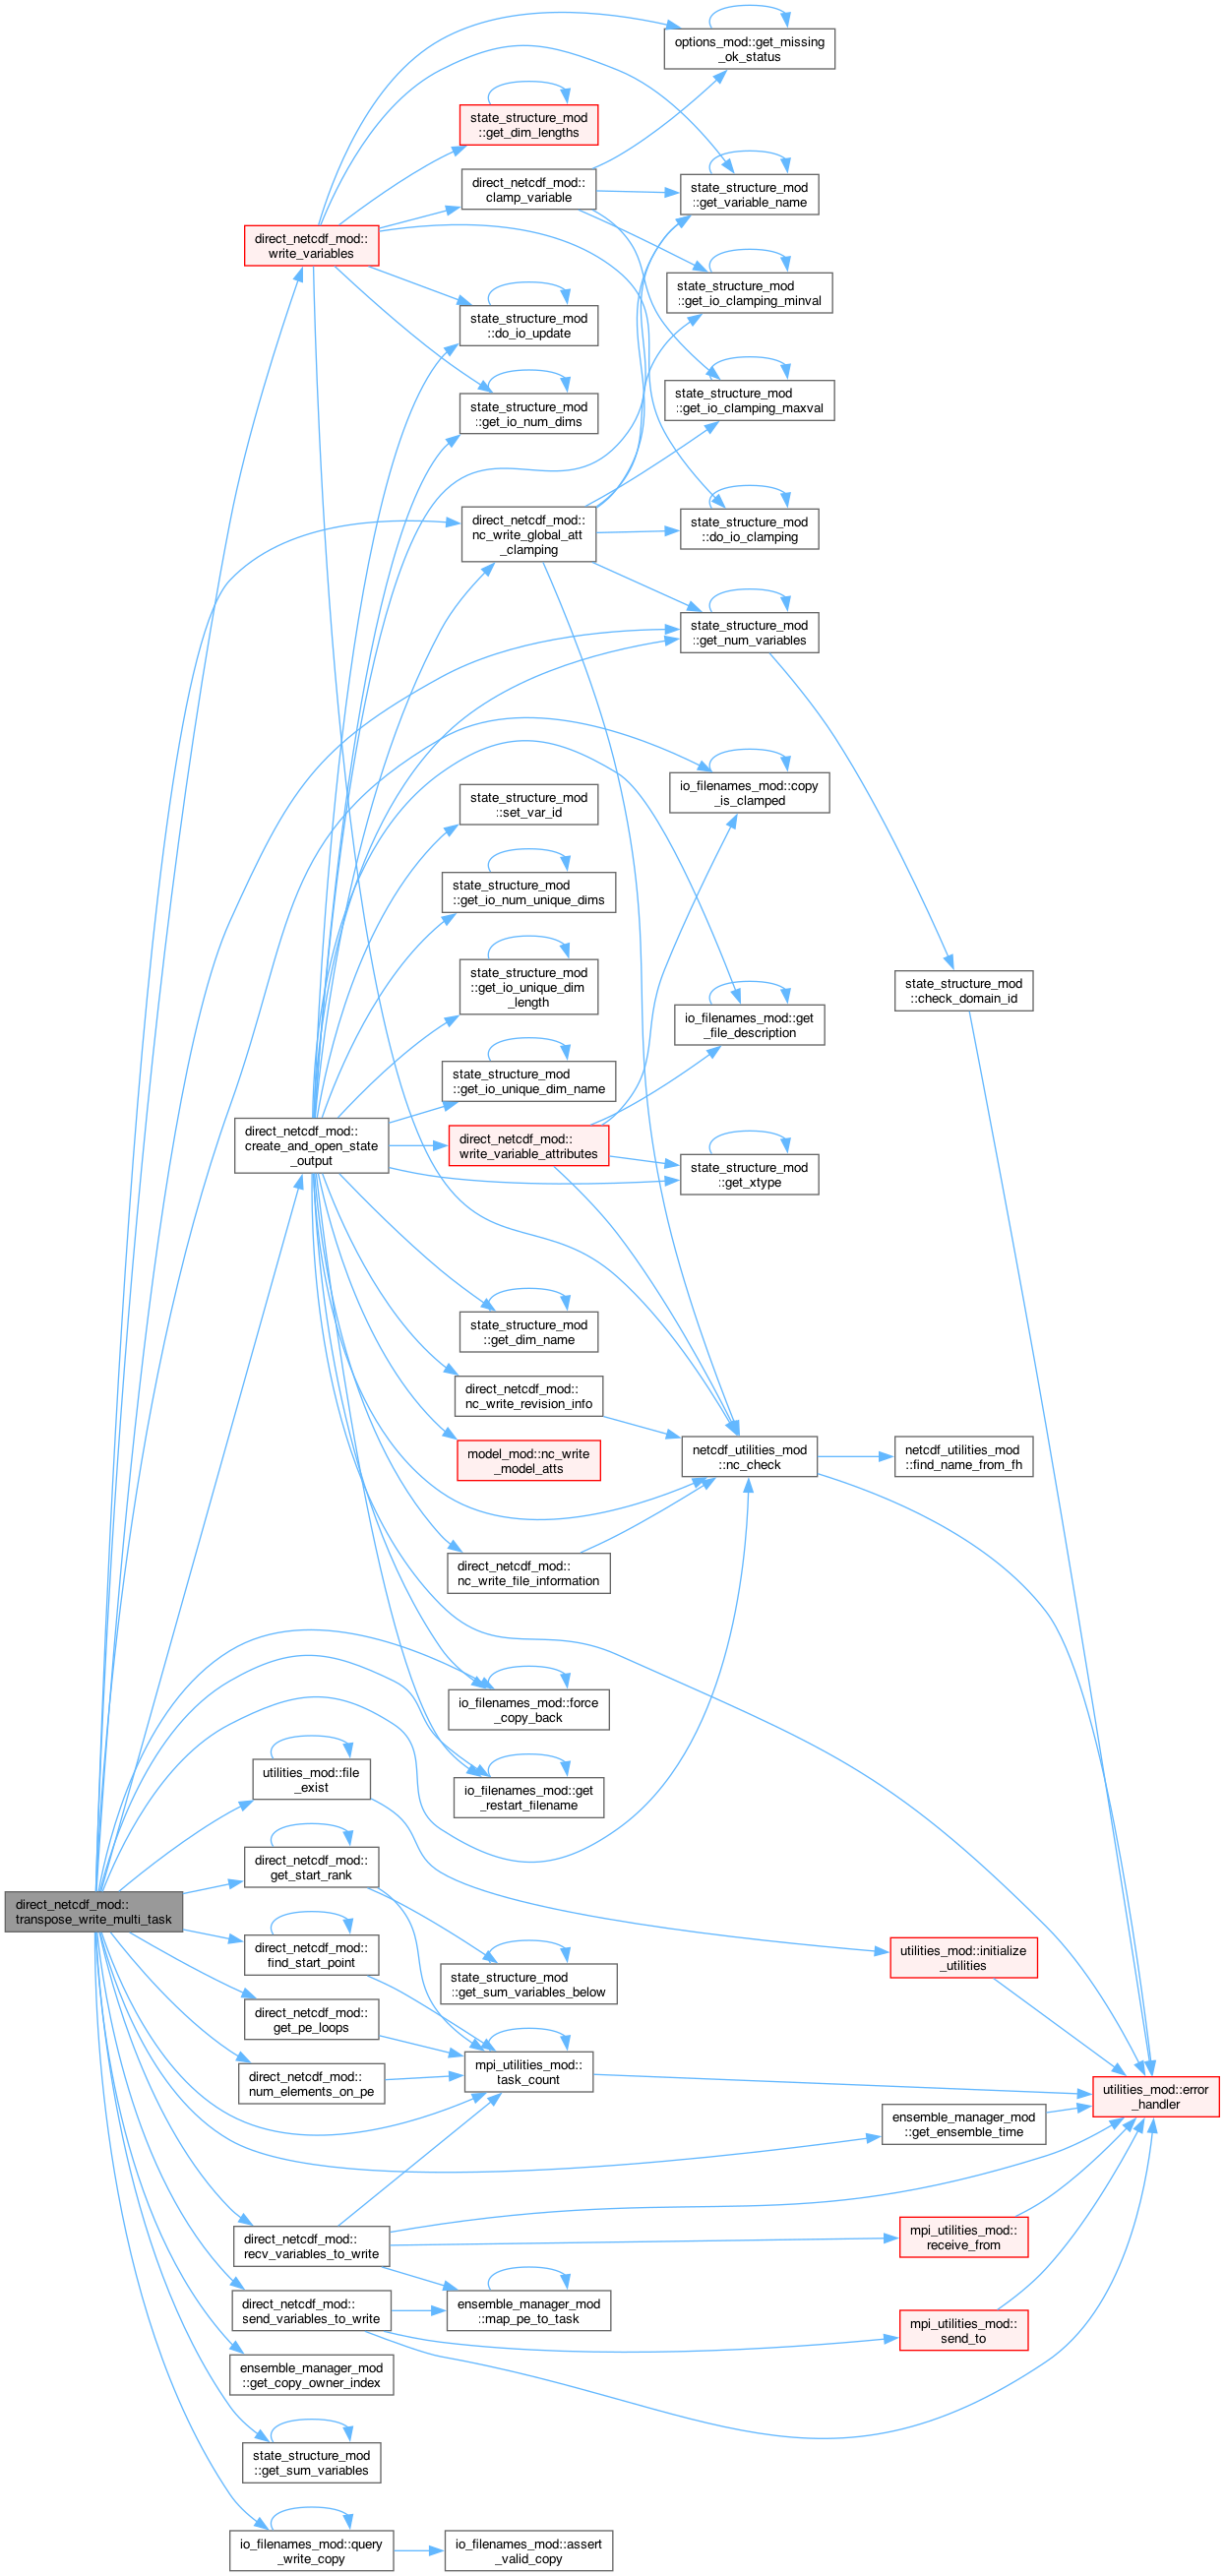 options_mod::get_missing
_ok_status
state_structure_mod
::get_dim_lengths
direct_netcdf_mod::
clamp_variable
state_structure_mod
::get_variable_name
direct_netcdf_mod::
write_variables
state_structure_mod
::get_io_clamping_minval
state_structure_mod
::do_io_update
state_structure_mod
::get_io_clamping_maxval
state_structure_mod
::get_io_num_dims
direct_netcdf_mod::
nc_write_global_att
_clamping
state_structure_mod
::do_io_clamping
state_structure_mod
::get_num_variables
io_filenames_mod::copy
_is_clamped
state_structure_mod
::set_var_id
state_structure_mod
::get_io_num_unique_dims
state_structure_mod
::get_io_unique_dim
_length
state_structure_mod
::check_domain_id
io_filenames_mod::get
_file_description
state_structure_mod
::get_io_unique_dim_name
direct_netcdf_mod::
create_and_open_state
_output
direct_netcdf_mod::
write_variable_attributes
state_structure_mod
::get_xtype
state_structure_mod
::get_dim_name
direct_netcdf_mod::
nc_write_revision_info
model_mod::nc_write
_model_atts
netcdf_utilities_mod
::nc_check
netcdf_utilities_mod
::find_name_from_fh
direct_netcdf_mod::
nc_write_file_information
io_filenames_mod::force
_copy_back
utilities_mod::file
_exist
io_filenames_mod::get
_restart_filename
direct_netcdf_mod::
get_start_rank
direct_netcdf_mod::
transpose_write_multi_task
direct_netcdf_mod::
find_start_point
utilities_mod::initialize
_utilities
state_structure_mod
::get_sum_variables_below
direct_netcdf_mod::
get_pe_loops
direct_netcdf_mod::
num_elements_on_pe
mpi_utilities_mod::
task_count
utilities_mod::error
_handler
ensemble_manager_mod
::get_ensemble_time
direct_netcdf_mod::
recv_variables_to_write
mpi_utilities_mod::
receive_from
direct_netcdf_mod::
send_variables_to_write
ensemble_manager_mod
::map_pe_to_task
mpi_utilities_mod::
send_to
ensemble_manager_mod
::get_copy_owner_index
state_structure_mod
::get_sum_variables
io_filenames_mod::query
_write_copy
io_filenames_mod::assert
_valid_copy